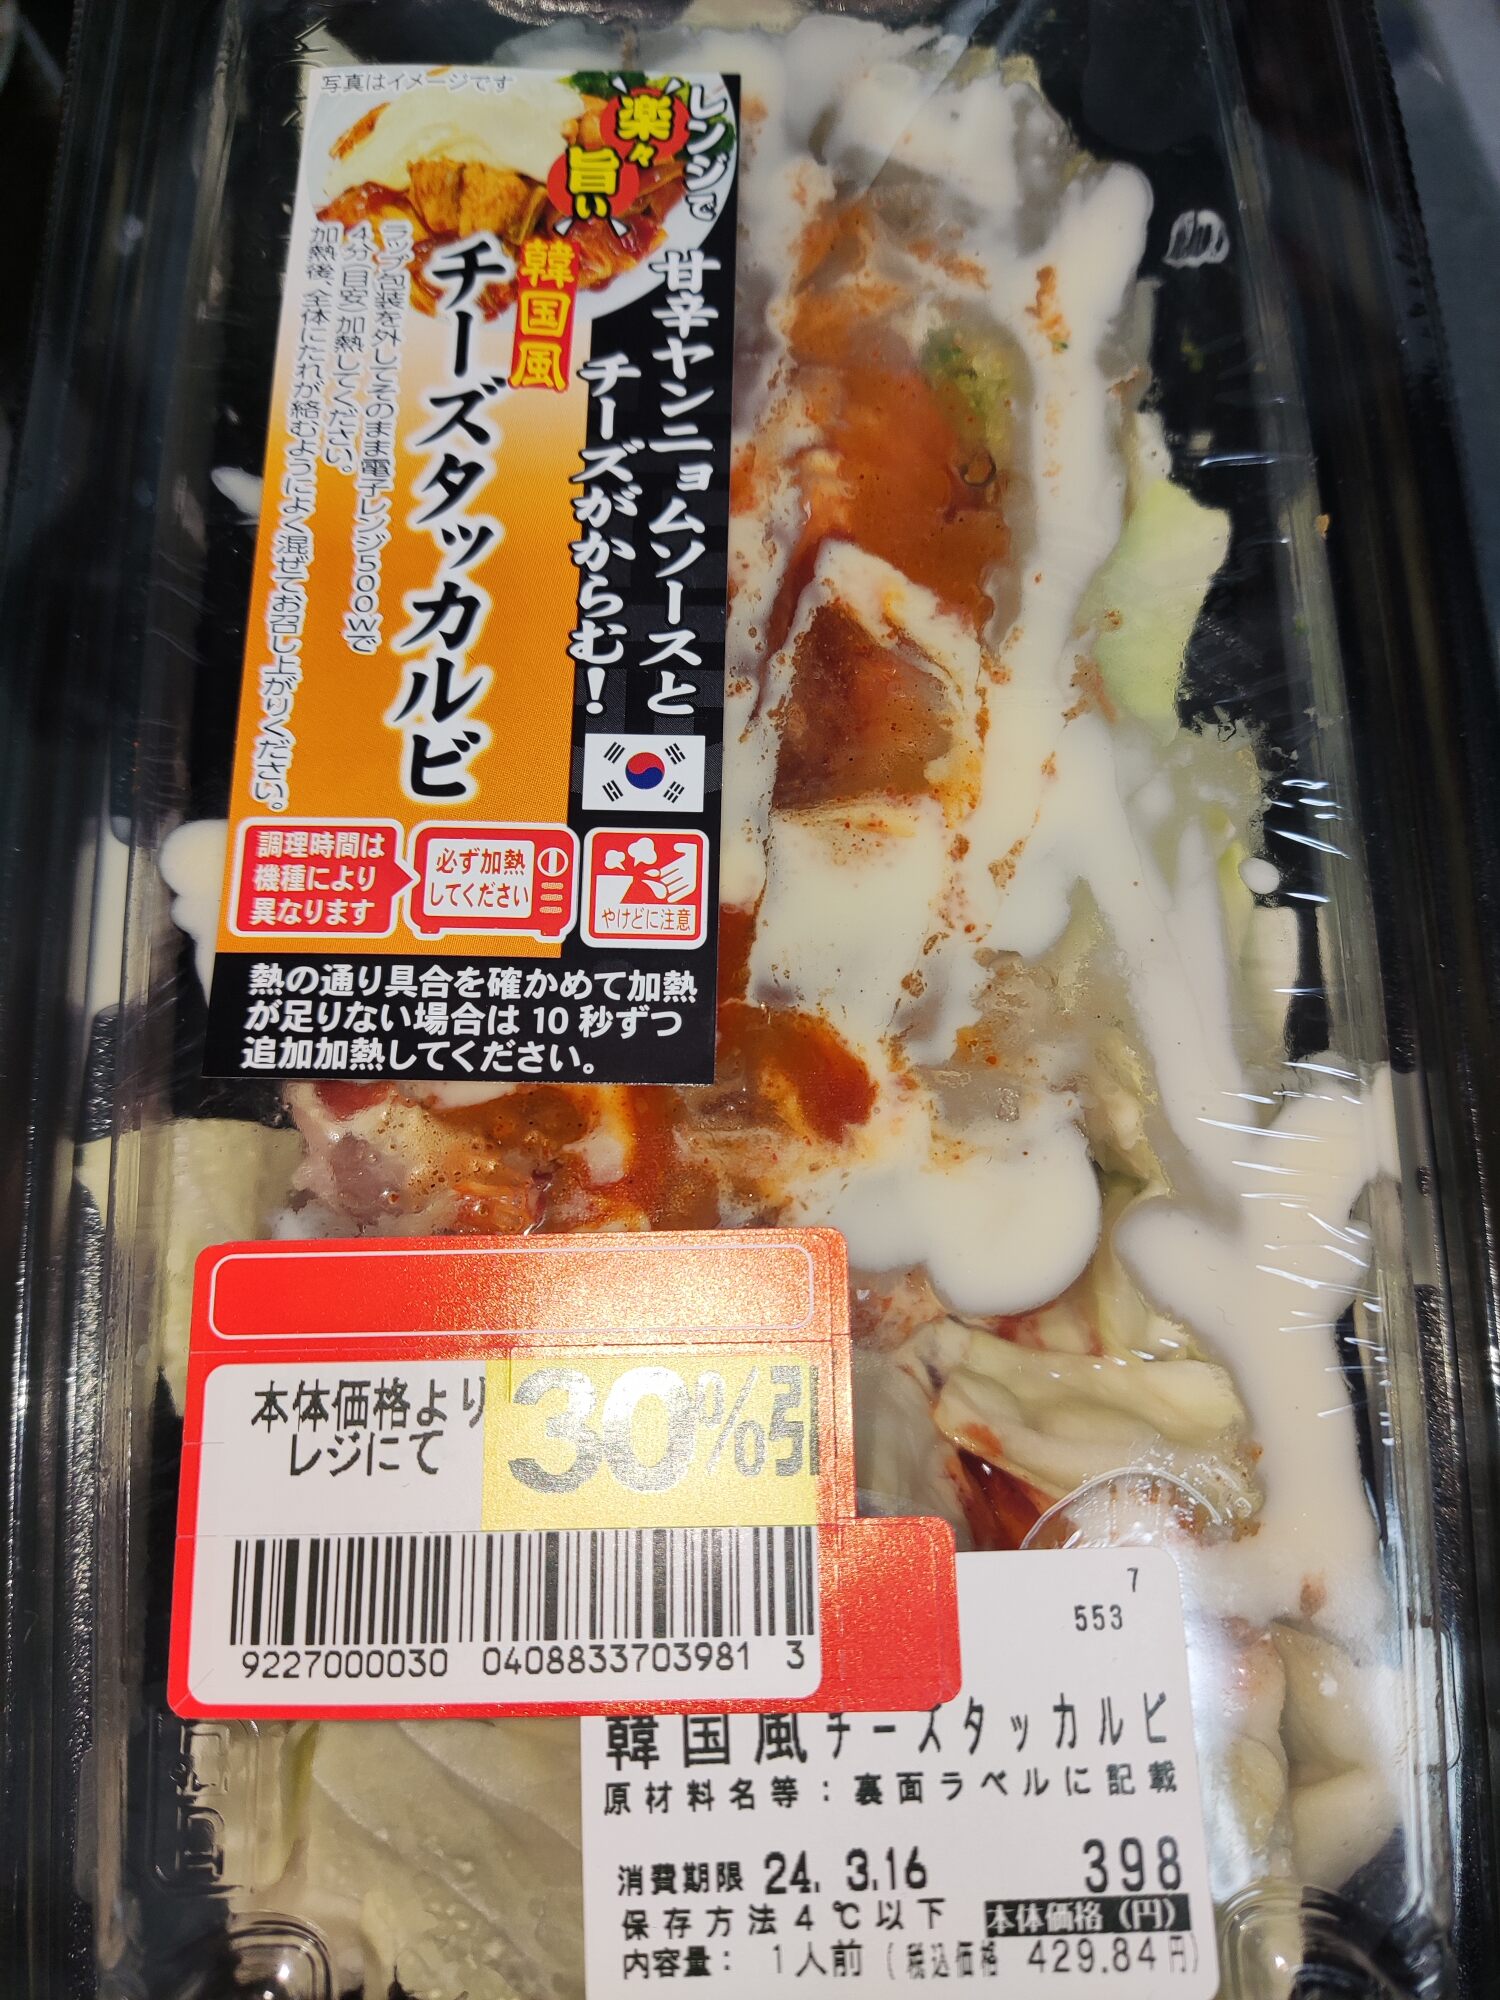 写真はイメージです
レンジで
楽々
旨い
甘辛ヤンニョムソースと
チーズがからむ!
韓国風
チーズタッカルビ
ラップ包装を外してそのまま電子レンジ500Wで
4分(目安)加熱してください。
加熱後、全体にたれが絡むようによく混ぜてお召し上がりください。
調理時間は
機種により
異なります
必ず加熱
してください
やけどに注意
熱の通り具合を確かめて加熱
が足りない場合は10秒ずつ
追加加熱してください。
本体価格より
レジにて
30%引
9227000030 0408833703981 3
7
553
韓国風チーズタッカルビ
原材料名等:裏面ラベルに記載
消費期限 24. 3.16
398
保存方法4℃以下
本体価格(円)
内容量: 1人前
(税込価格 429.84円)